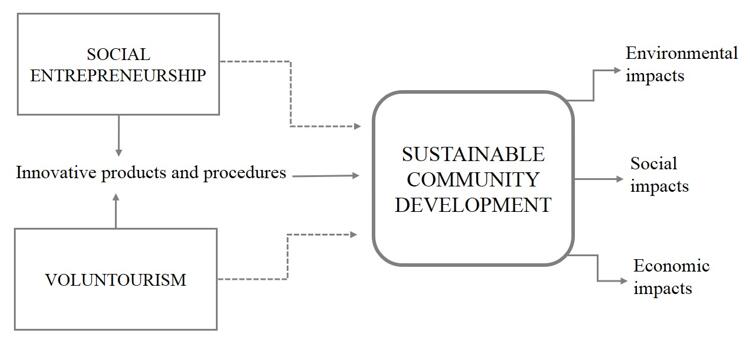 SOCIAL
ENTREPRENEURSHIP
Innovative products and procedures
VOLUNTOURISM
SUSTAINABLE
COMMUNITY
DEVELOPMENT
Environmental
impacts
Social
impacts
Economic
impacts